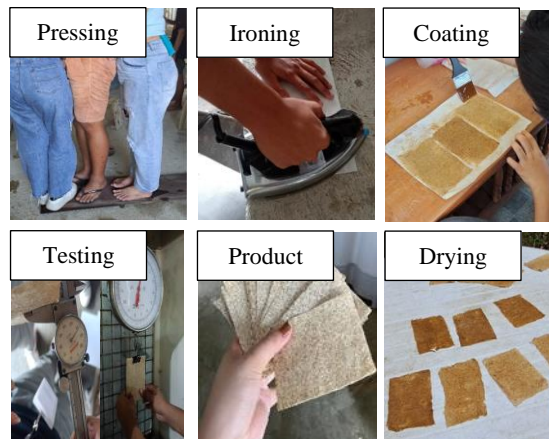 Pressing
Ironing
Coating
Testing
Product
Drying